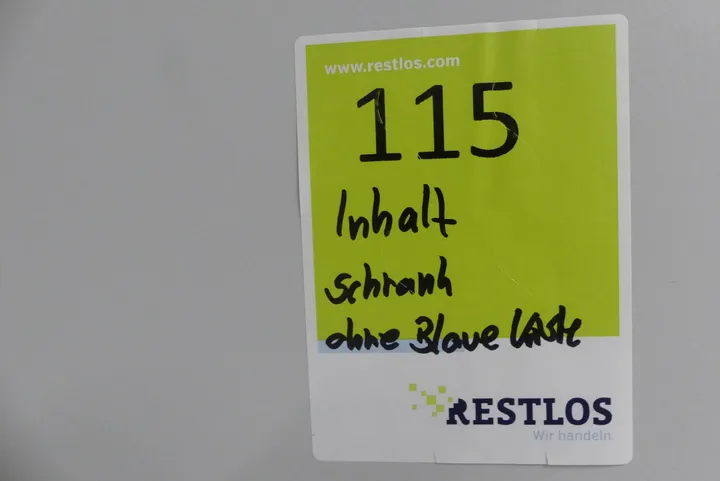 www.restlos.com
115
Inhalt
Schrank
ohne Blaue Kiste
RESTLOS
Wir handeln.